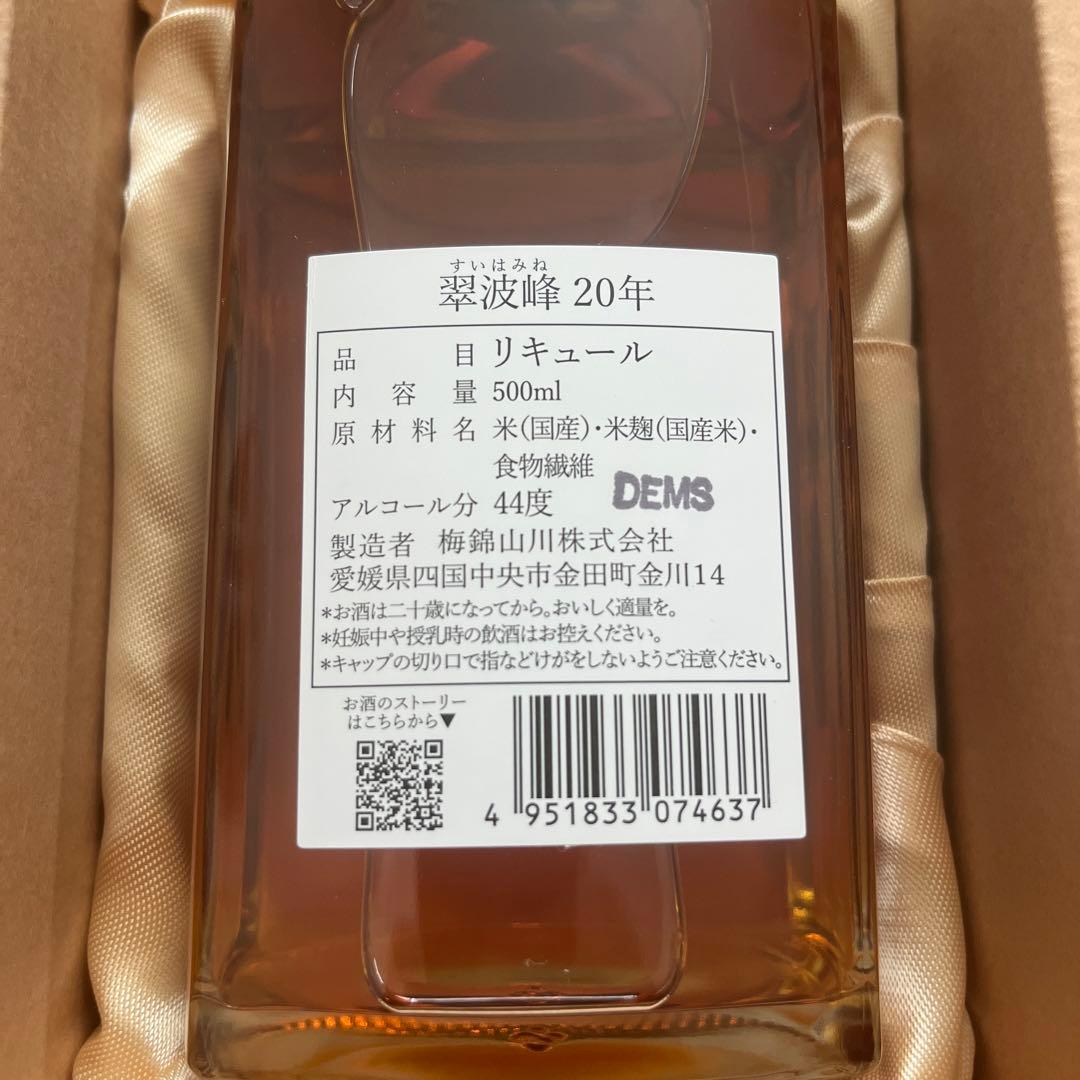 すいはみね
翠波峰 20年
品目 リキュール
内容量 500ml
原材料名 米(国産)・米麹(国産米)・
食物繊維
DEMS
アルコール分 44度
製造者 梅錦山川株式会社
愛媛県四国中央市金田町金川14
*お酒は二十歳になってから。おいしく適量を。
*妊娠中や授乳時の飲酒はお控えください。
*キャップの切り口で指などけがをしないようご注意ください。
お酒のストーリー
はこちらから▼
4 951833 074637